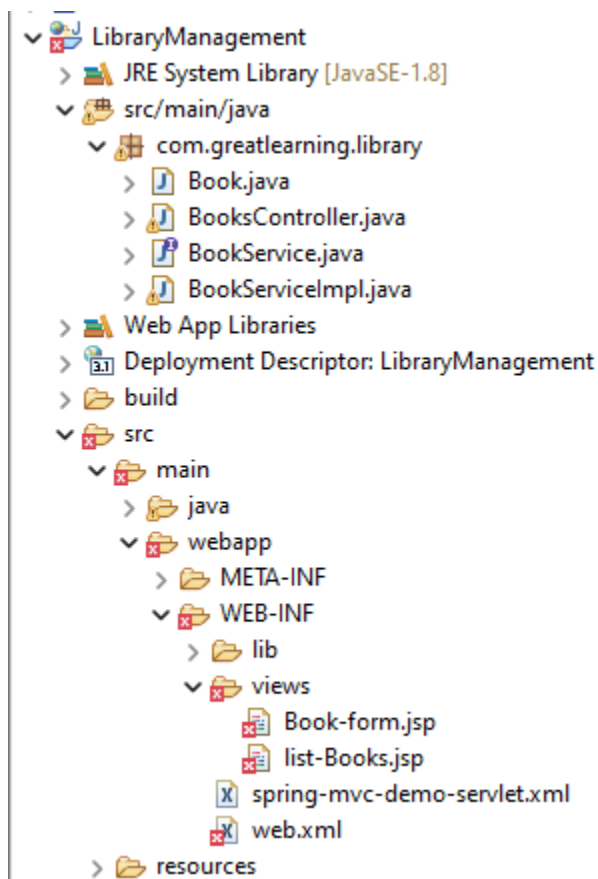 LibraryManagement
JRE System Library [JavaSE-1.8]
src/main/java
com.greatlearning.library
Book.java
BooksController.java
BookService.java
BookServiceImpl.java
Web App Libraries
Deployment Descriptor: LibraryManagement
build
src
main
java
webapp
META-INF
WEB-INF
lib
views
Book-form.jsp
list-Books.jsp
spring-mvc-demo-servlet.xml
web.xml
resources